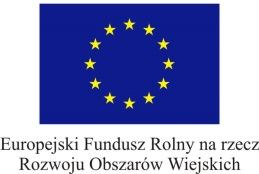 Europejski Fundusz Rolny na rzecz
Rozwoju Obszarów Wiejskich